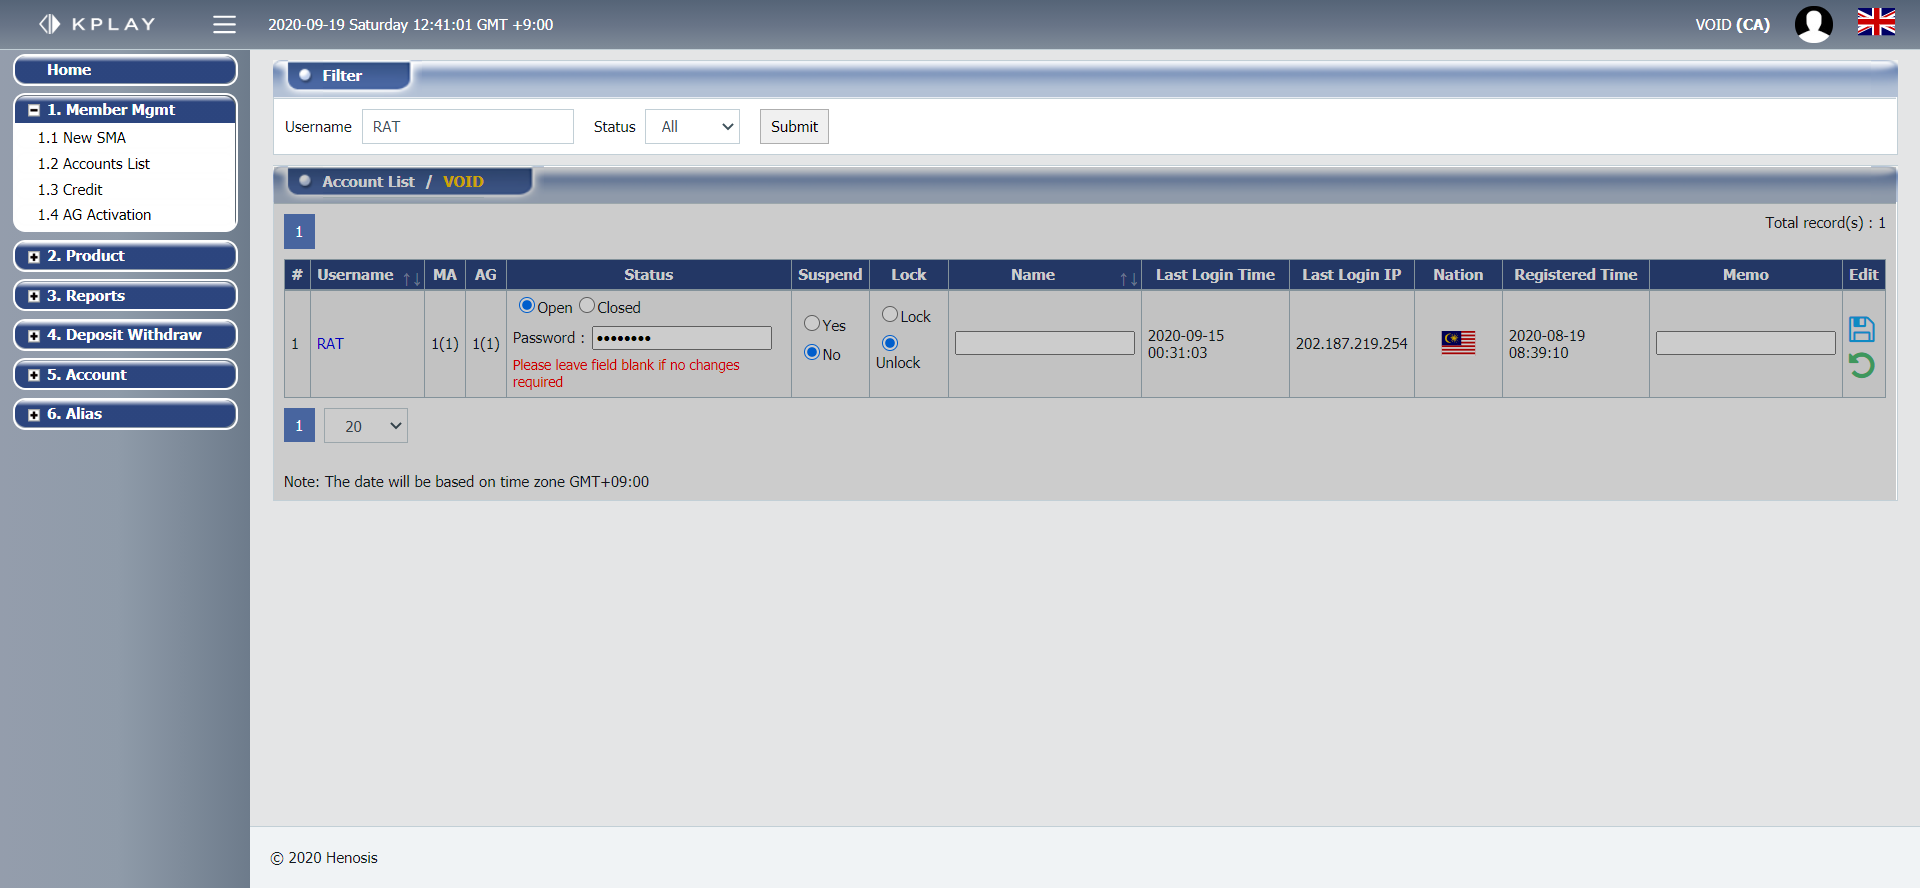 KPLAY
2020-09-19 Saturday 12:41:01 GMT +9:00
VOID (CA)
Home
1. Member Mgmt
1.1 New SMA
1.2 Accounts List
1.3 Credit
1.4 AG Activation
2. Product
3. Reports
4. Deposit Withdraw
5. Account
6. Alias
Filter
Username RAT Status All Submit
Account List / VOID
1
Total record(s) : 1
# Username MA AG Status Suspend Lock Name Last Login Time Last Login IP Nation Registered Time Memo Edit
1 RAT 1(1) 1(1)
Open Closed
Password : ••••••••
Please leave field blank if no changes
required
Yes
No
Lock
Unlock
2020-09-15
00:31:03
202.187.219.254
2020-08-19
08:39:10
1 20
Note: The date will be based on time zone GMT+09:00
© 2020 Henosis